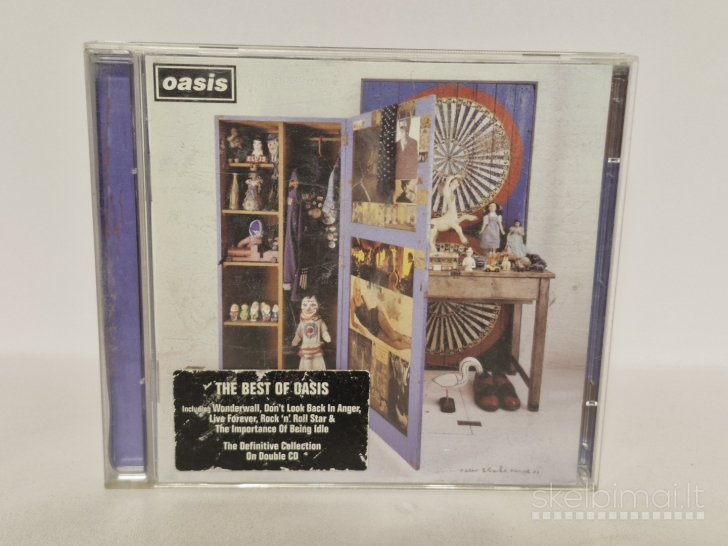 oasis
THE BEST OF OASIS
Including Wonderwall, Don't Look Back In Anger,
Live Forever, Rock 'n' Roll Star &
The Importance Of Being Idle
The Definitive Collection
On Double CD
skelbimai.lt